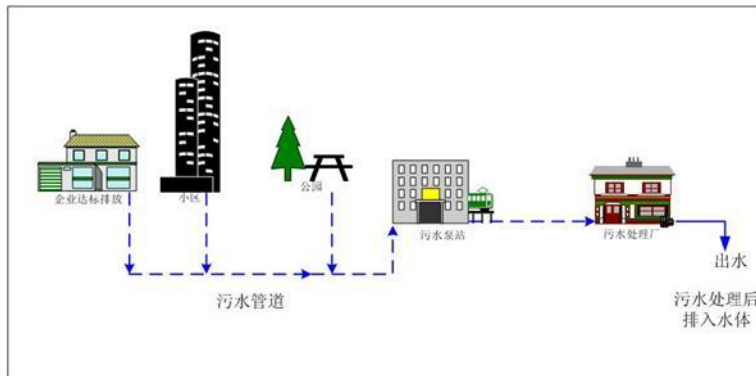 企业达标排放
小区
公园
污水泵站
污水处理厂
污水管道
出水
污水处理后
排入水体